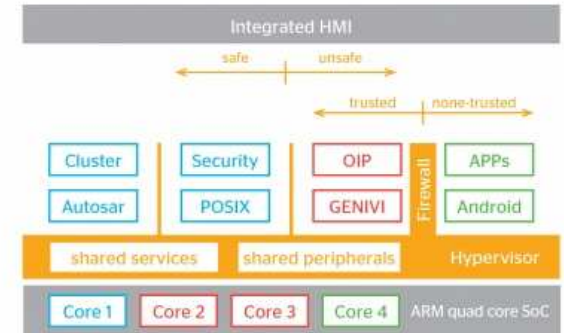 Integrated HMI
safe unsafe
trusted none-trusted
Cluster Security OIP APPs
Firewall
Autosar POSIX GENIVI Android
shared services shared peripherals Hypervisor
Core 1 Core 2 Core 3 Core 4 ARM quad core SoC